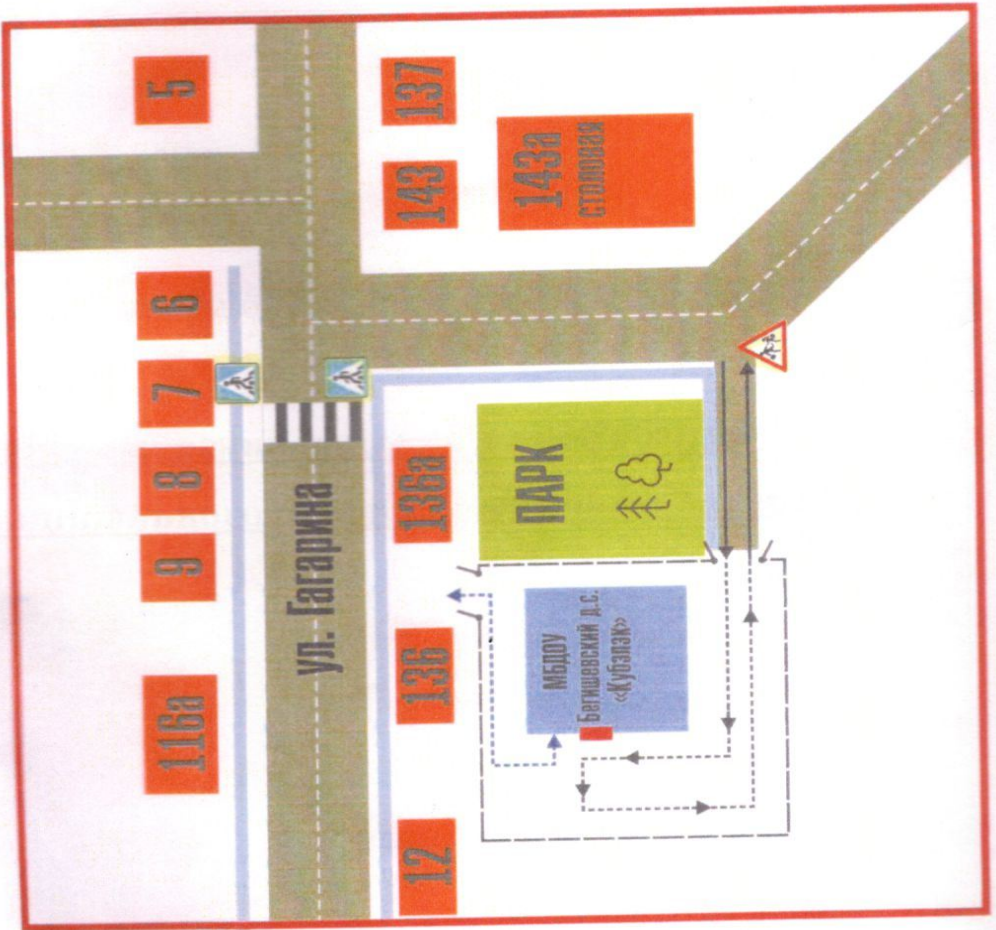 116а
9
8
7
6
5
ул. Гагарина
12
136
136а
143
137
МБДОУ
Бегишевский д.с.
«Кубэлэк»
ПАРК
143а
столовая